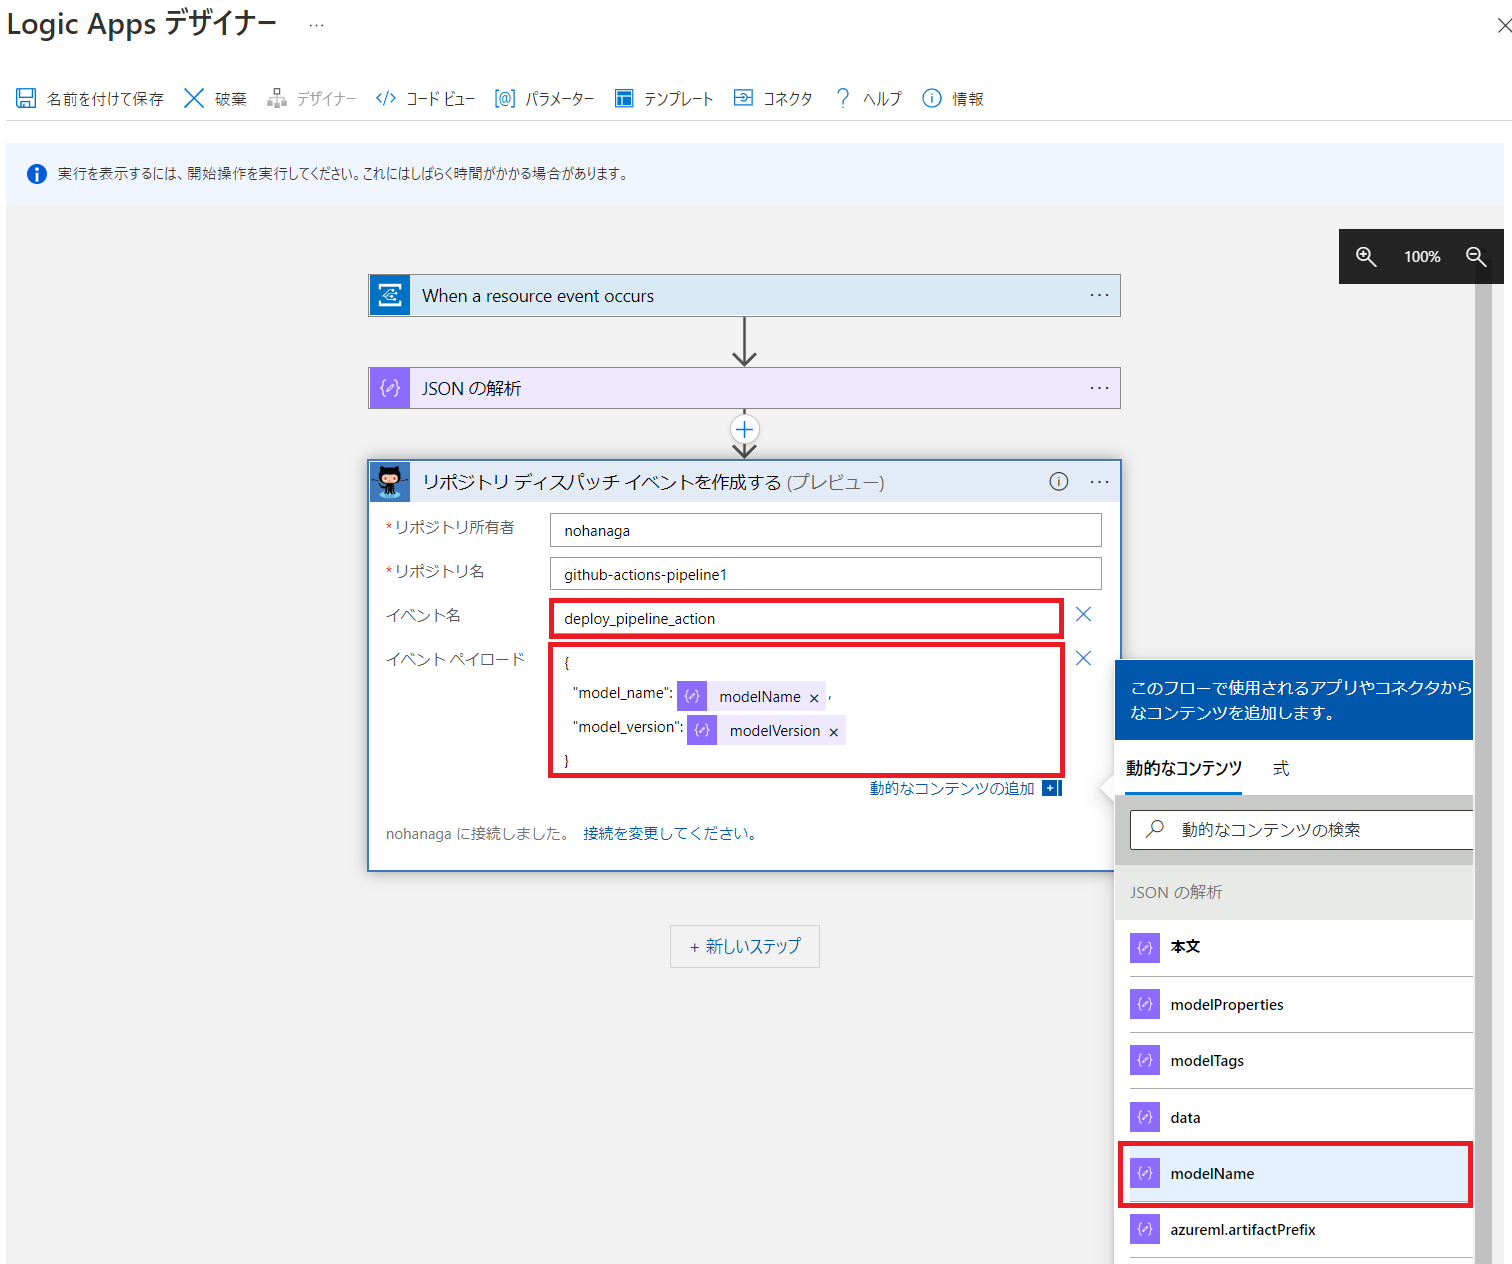 Logic Apps デザイナー ...
名前を付けて保存 破棄 デザイナー コード ビュー パラメーター テンプレート コネクタ ヘルプ 情報
実行を表示するには、開始操作を実行してください。これにはしばらく時間がかかる場合があります。
100%
When a resource event occurs ...
JSON の解析 ...
リポジトリ ディスパッチ イベントを作成する (プレビュー) ...
*リポジトリ所有者 nohanaga
*リポジトリ名 github-actions-pipeline1
イベント名 deploy_pipeline_action
イベント ペイロード {
"model_name": modelName × ,
"model_version": modelVersion ×
}
動的なコンテンツの追加
nohanaga に接続しました。 接続を変更してください。
+ 新しいステップ
このフローで使用されるアプリやコネクタから
なコンテンツを追加します。
動的なコンテンツ 式
動的なコンテンツの検索
JSON の解析
本文
modelProperties
modelTags
data
modelName
azureml.artifactPrefix